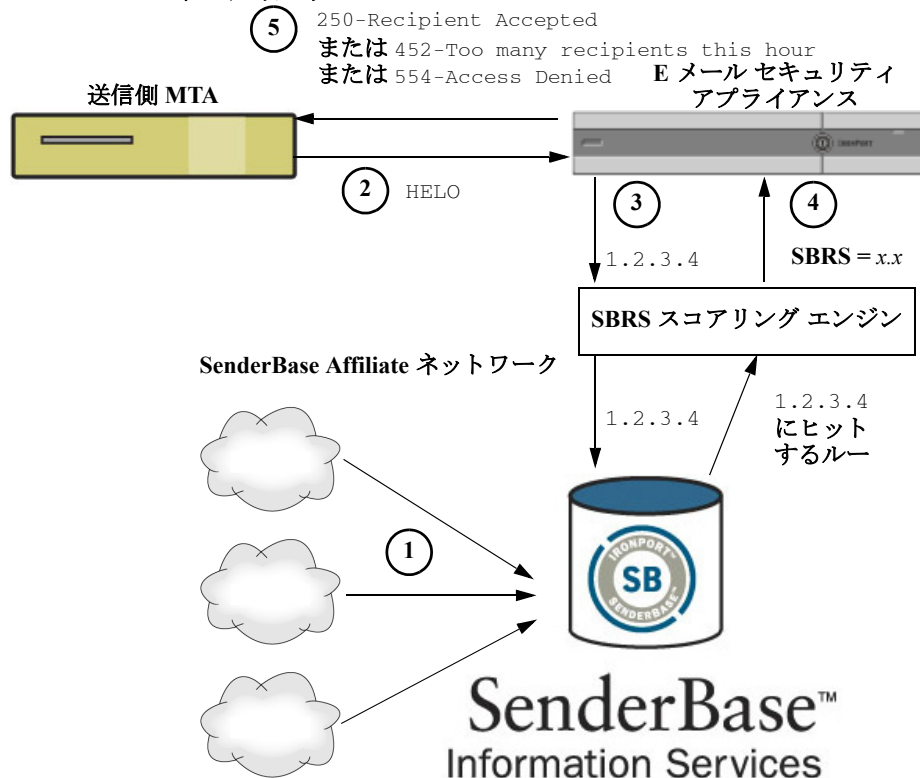 5
250-Recipient Accepted
または 452-Too many recipients this hour
または 554-Access Denied
E メール セキュリティ
アプライアンス
送信側 MTA
IRONPORT
2
HELO
3
4
1.2.3.4
SBRS = x.x
SBRS スコアリング エンジン
SenderBase Affiliate ネットワーク
1.2.3.4
1.2.3.4
にヒット
するルー
1
IRONPORT™
SB
SENDERBASE™
SenderBase™
Information Services